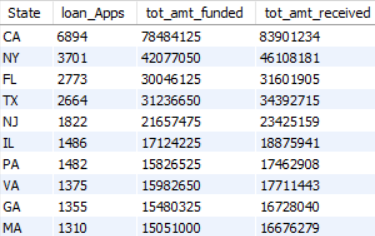 State loan_Apps tot_amt_funded tot_amt_received
CA 6894 78484125 83901234
NY 3701 42077050 46108181
FL 2773 30046125 31601905
TX 2664 31236650 34392715
NJ 1822 21657475 23425159
IL 1486 17124225 18875941
PA 1482 15826525 17462908
VA 1375 15982650 17711443
GA 1355 15480325 16728040
MA 1310 15051000 16676279